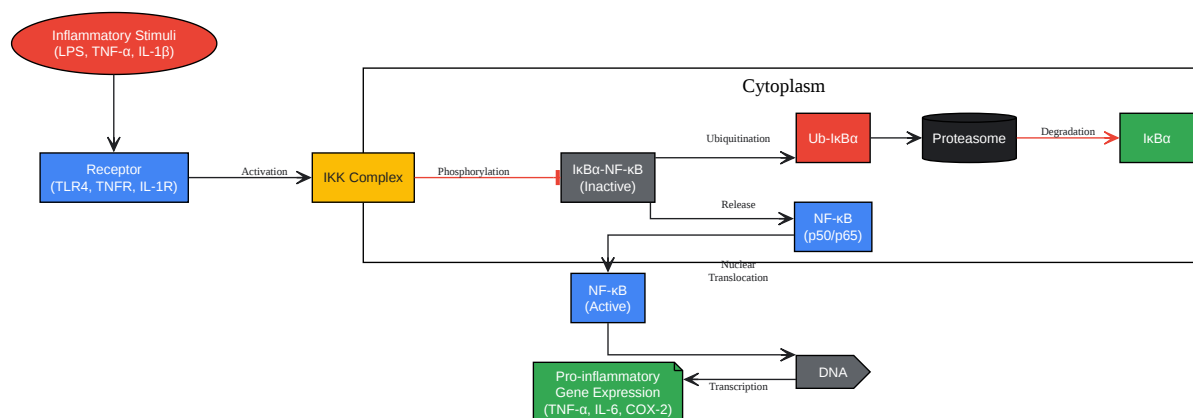 Inflammatory Stimuli
(LPS, TNF-α, IL-1β)
Cytoplasm
Receptor
(TLR4, TNFR, IL-1R)
Activation
IKK Complex
Phosphorylation
IκBα-NF-κB
(Inactive)
Ubiquitination
Ub-IκBα
Proteasome
Degradation
IκBα
Release
NF-κB
(p50/p65)
Nuclear
Translocation
NF-κB
(Active)
DNA
Transcription
Pro-inflammatory
Gene Expression
(TNF-α, IL-6, COX-2)